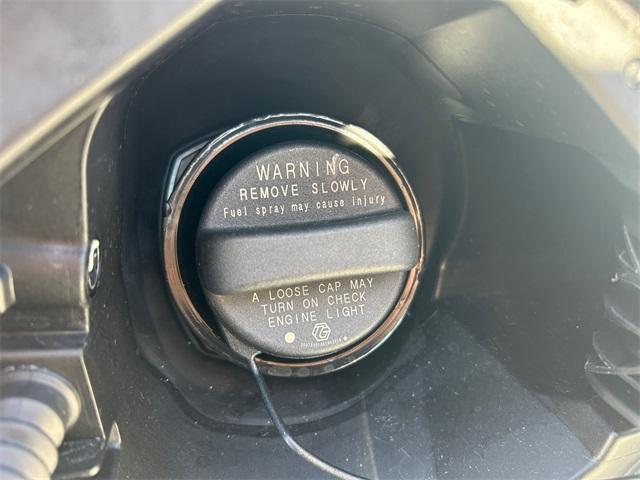 WARNING
REMOVE SLOWLY
Fuel spray may cause injury
A LOOSE CAP MAY
TURN ON CHECK
ENGINE LIGHT